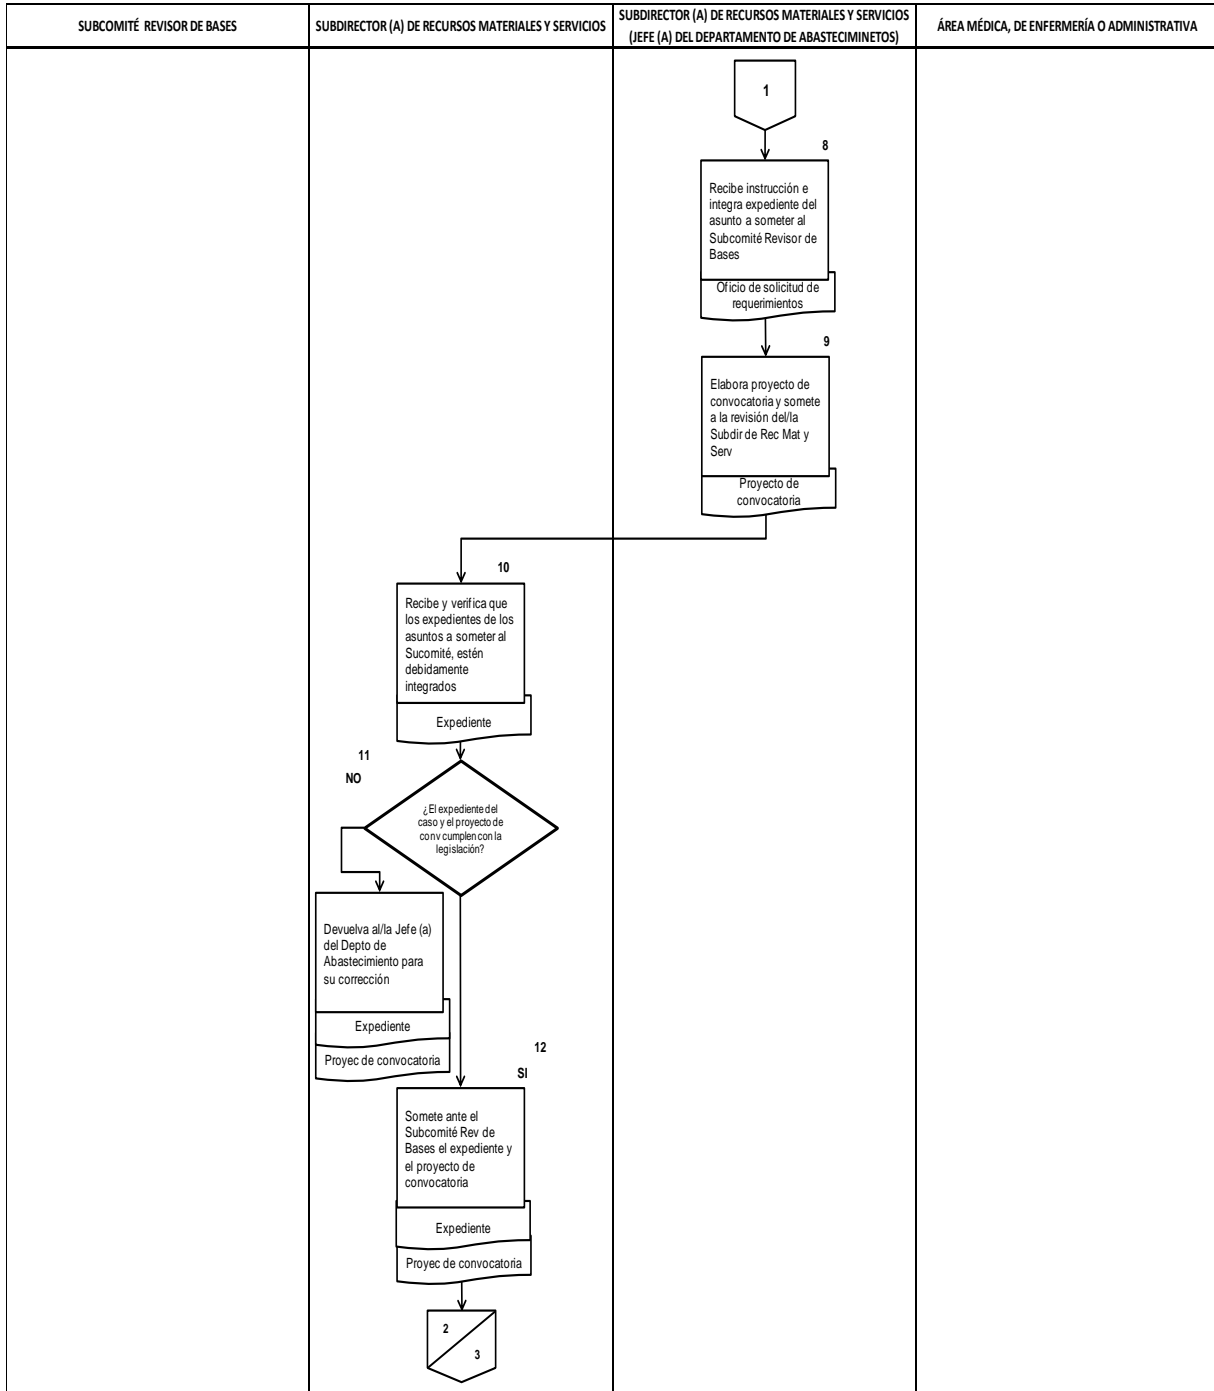 SUBCOMITÉ REVISOR DE BASES
SUBDIRECTOR (A) DE RECURSOS MATERIALES Y SERVICIOS
SUBDIRECTOR (A) DE RECURSOS MATERIALES Y SERVICIOS
(JEFE (A) DEL DEPARTAMENTO DE ABASTECIMINETOS)
ÁREA MÉDICA, DE ENFERMERÍA O ADMINISTRATIVA
1
8
Recibe instrucción e
integra expediente del
asunto a someter al
Subcomité Revisor de
Bases
Oficio de solicitud de
requerimientos
9
Elabora proyecto de
convocatoria y somete
a la revisión del/la
Subdir de Rec Mat y
Serv
Proyecto de
convocatoria
10
Recibe y verifica que
los expedientes de los
asuntos a someter al
Sucomité, estén
debidamente
integrados
Expediente
11
NO
¿El expediente del
caso y el proyecto de
conv cumplen con la
legislación?
Devuelva al/la Jefe (a)
del Depto de
Abastecimiento para
su corrección
Expediente
Proyec de convocatoria
12
SI
Somete ante el
Subcomité Rev de
Bases el expediente y
el proyecto de
convocatoria
Expediente
Proyec de convocatoria
2
3